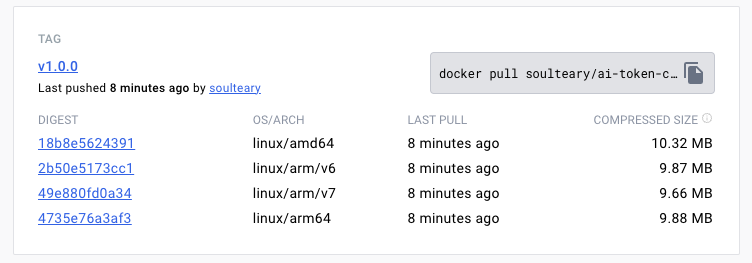 TAG
v1.0.0
Last pushed 8 minutes ago by soulteary
docker pull soulteary/ai-token-c...
DIGEST OS/ARCH LAST PULL COMPRESSED SIZE
18b8e5624391 linux/amd64 8 minutes ago 10.32 MB
2b50e5173cc1 linux/arm/v6 8 minutes ago 9.87 MB
49e880fd0a34 linux/arm/v7 8 minutes ago 9.66 MB
4735e76a3af3 linux/arm64 8 minutes ago 9.88 MB